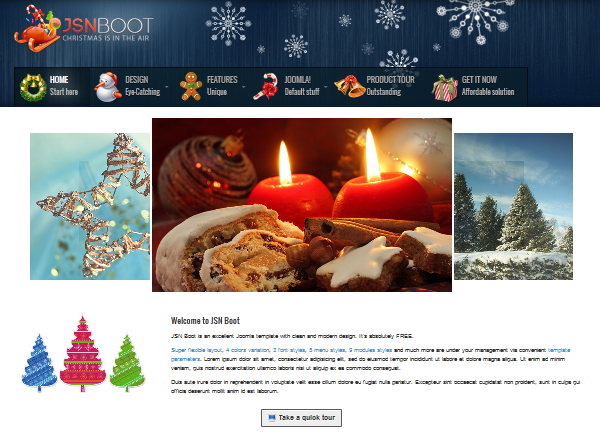 JSNBOOT
CHRISTMAS IS IN THE AIR
HOME
Start here
DESIGN
Eye-Catching
FEATURES
Unique
JOOMLA!
Default stuff
PRODUCT TOUR
Outstanding
GET IT NOW
Affordable solution
Welcome to JSN Boot
JSN Boot is an excellent Joomla template with clean and modern design. It's absolutely FREE.
Super flexible layout, 4 colors variation, 3 font styles, 5 menu styles, 6 modules styles and much more are under your management via convenient template
parameters. Lorem ipsum dolor sit amet, consectetur adipisicing elit, sed do eiusmod tempor incididunt ut labore et dolore magna aliqua. Ut enim ad minim
veniam, quis nostrud exercitation ullamco laboris nisi ut aliquip ex ea commodo consequat.
Duis aute irure dolor in reprehenderit in voluptate velit esse cillum dolore eu fugiat nulla pariatur. Excepteur sint occaecat cupidatat non proident, sunt in culpa qui
officia deserunt mollit anim id est laborum.
Take a quick tour